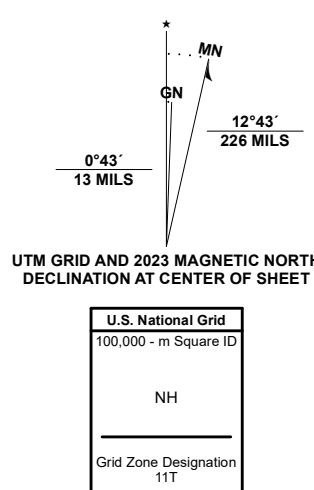 ★
MN
GN
12°43´
226 MILS
0°43´
13 MILS
UTM GRID AND 2023 MAGNETIC NORTH
DECLINATION AT CENTER OF SHEET
U.S. National Grid
100,000 - m Square ID
NH
Grid Zone Designation
11T